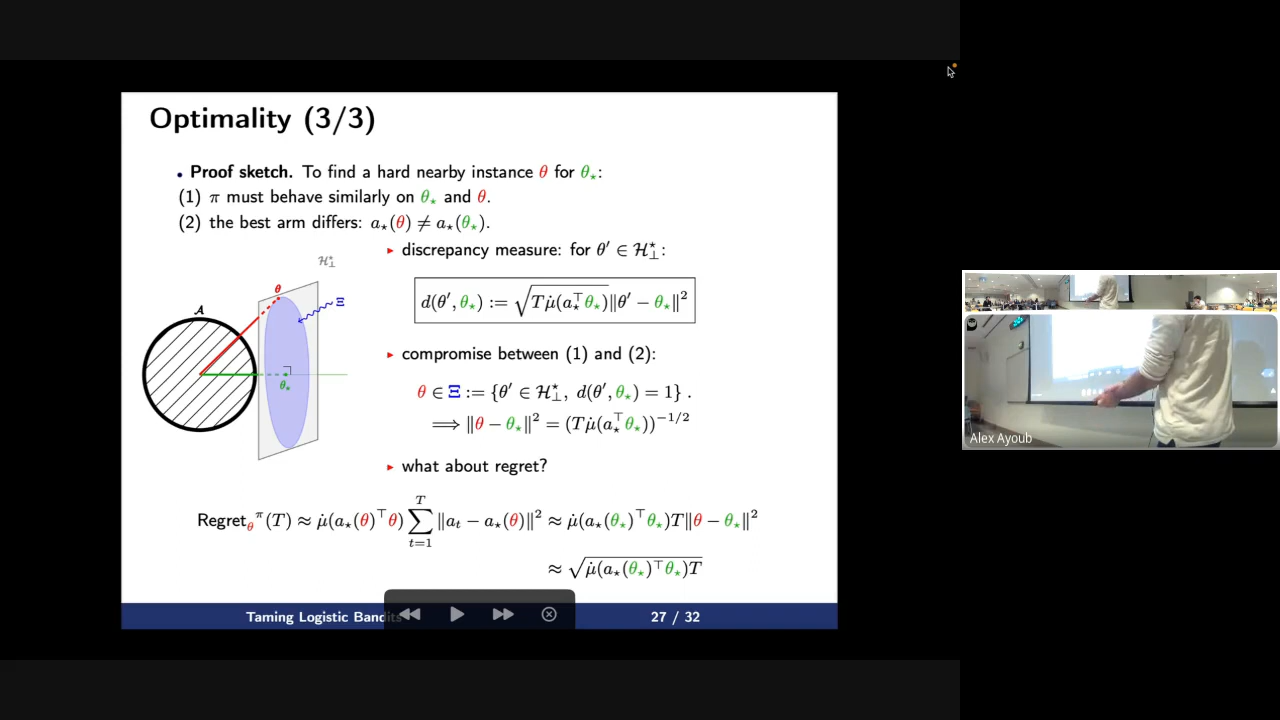 Optimality (3/3)
• Proof sketch. To find a hard nearby instance θ for θ⋆:
(1) π must behave similarly on θ⋆ and θ.
(2) the best arm differs: a⋆(θ) ≠ a⋆(θ⋆).
▸ discrepancy measure: for θ′ ∈ ℋ⊥⋆:
d(θ′, θ⋆) := √(Tμ̇(a⋆⊤θ⋆))‖θ′ − θ⋆‖²
▸ compromise between (1) and (2):
θ ∈ Ξ := {θ′ ∈ ℋ⊥⋆, d(θ′, θ⋆) = 1} .
⟹ ‖θ − θ⋆‖² = (Tμ̇(a⋆⊤θ⋆))^−1/2
▸ what about regret?
Regret_θ^π(T) ≈ μ̇(a⋆(θ)⊤θ) ∑_{t=1}^{T} ‖a_t − a⋆(θ)‖² ≈ μ̇(a⋆(θ⋆)⊤θ⋆)T‖θ − θ⋆‖²
≈ √(μ̇(a⋆(θ⋆)⊤θ⋆)T)
ℋ⊥⋆
θ
Ξ
𝒜
θ⋆
Taming Logistic Bandits
27 / 32
Alex Ayoub